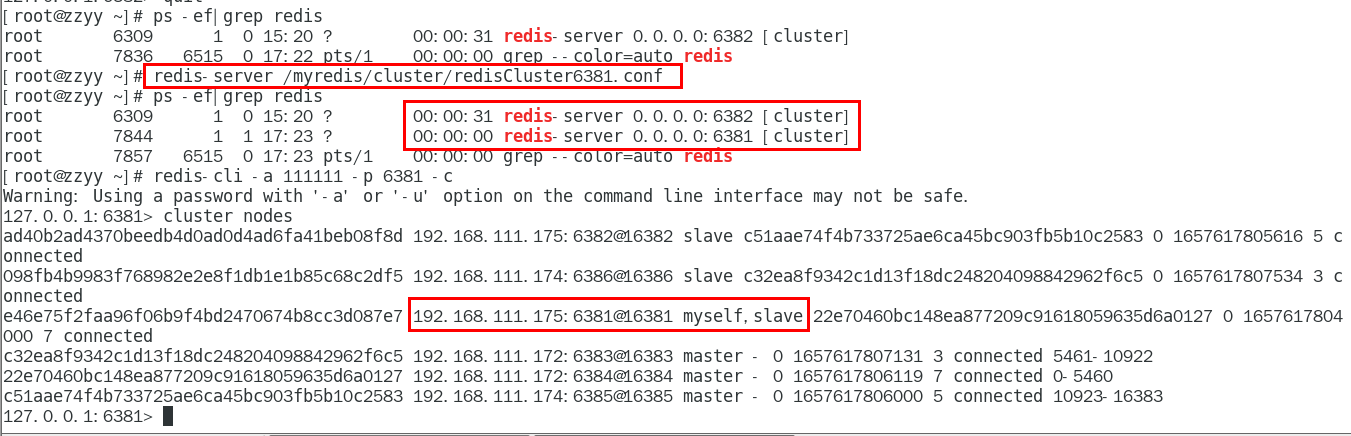 [root@zzyy ~]# ps -ef|grep redis
root 6309 1 0 15:20 ? 00:00:31 redis-server 0.0.0.0:6382 [cluster]
root 7836 6515 0 17:22 pts/1 00:00:00 grep --color=auto redis
[root@zzyy ~]# redis-server /myredis/cluster/redisCluster6381.conf
[root@zzyy ~]# ps -ef|grep redis
root 6309 1 0 15:20 ? 00:00:31 redis-server 0.0.0.0:6382 [cluster]
root 7844 1 1 17:23 ? 00:00:00 redis-server 0.0.0.0:6381 [cluster]
root 7857 6515 0 17:23 pts/1 00:00:00 grep --color=auto redis
[root@zzyy ~]# redis-cli -a 111111 -p 6381 -c
Warning: Using a password with '-a' or '-u' option on the command line interface may not be safe.
127.0.0.1:6381> cluster nodes
ad40b2ad4370beedb4d0ad0d4ad6fa41beb08f8d 192.168.111.175:6382@16382 slave c51aae74f4b733725ae6ca45bc903fb5b10c2583 0 1657617805616 5 c
onnected
098fb4b9983f768982e2e8f1db1e1b85c68c2df5 192.168.111.174:6386@16386 slave c32ea8f9342c1d13f18dc248204098842962f6c5 0 1657617807534 3 c
onnected
e46e75f2faa96f06b9f4bd2470674b8cc3d087e7 192.168.111.175:6381@16381 myself,slave 22e70460bc148ea877209c91618059635d6a0127 0 1657617804
000 7 connected
c32ea8f9342c1d13f18dc248204098842962f6c5 192.168.111.172:6383@16383 master - 0 1657617807131 3 connected 5461-10922
22e70460bc148ea877209c91618059635d6a0127 192.168.111.172:6384@16384 master - 0 1657617806119 7 connected 0-5460
c51aae74f4b733725ae6ca45bc903fb5b10c2583 192.168.111.174:6385@16385 master - 0 1657617806000 5 connected 10923-16383
127.0.0.1:6381>